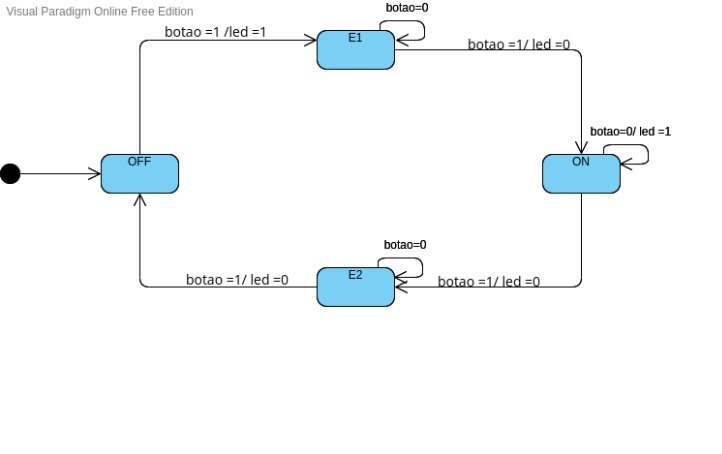 Visual Paradigm Online Free Edition
botao=0
botao =1 /led =1
E1
botao =1/ led =0
botao=0/ led =1
OFF
ON
botao=0
E2
botao =1/ led =0
botao =1/ led =0